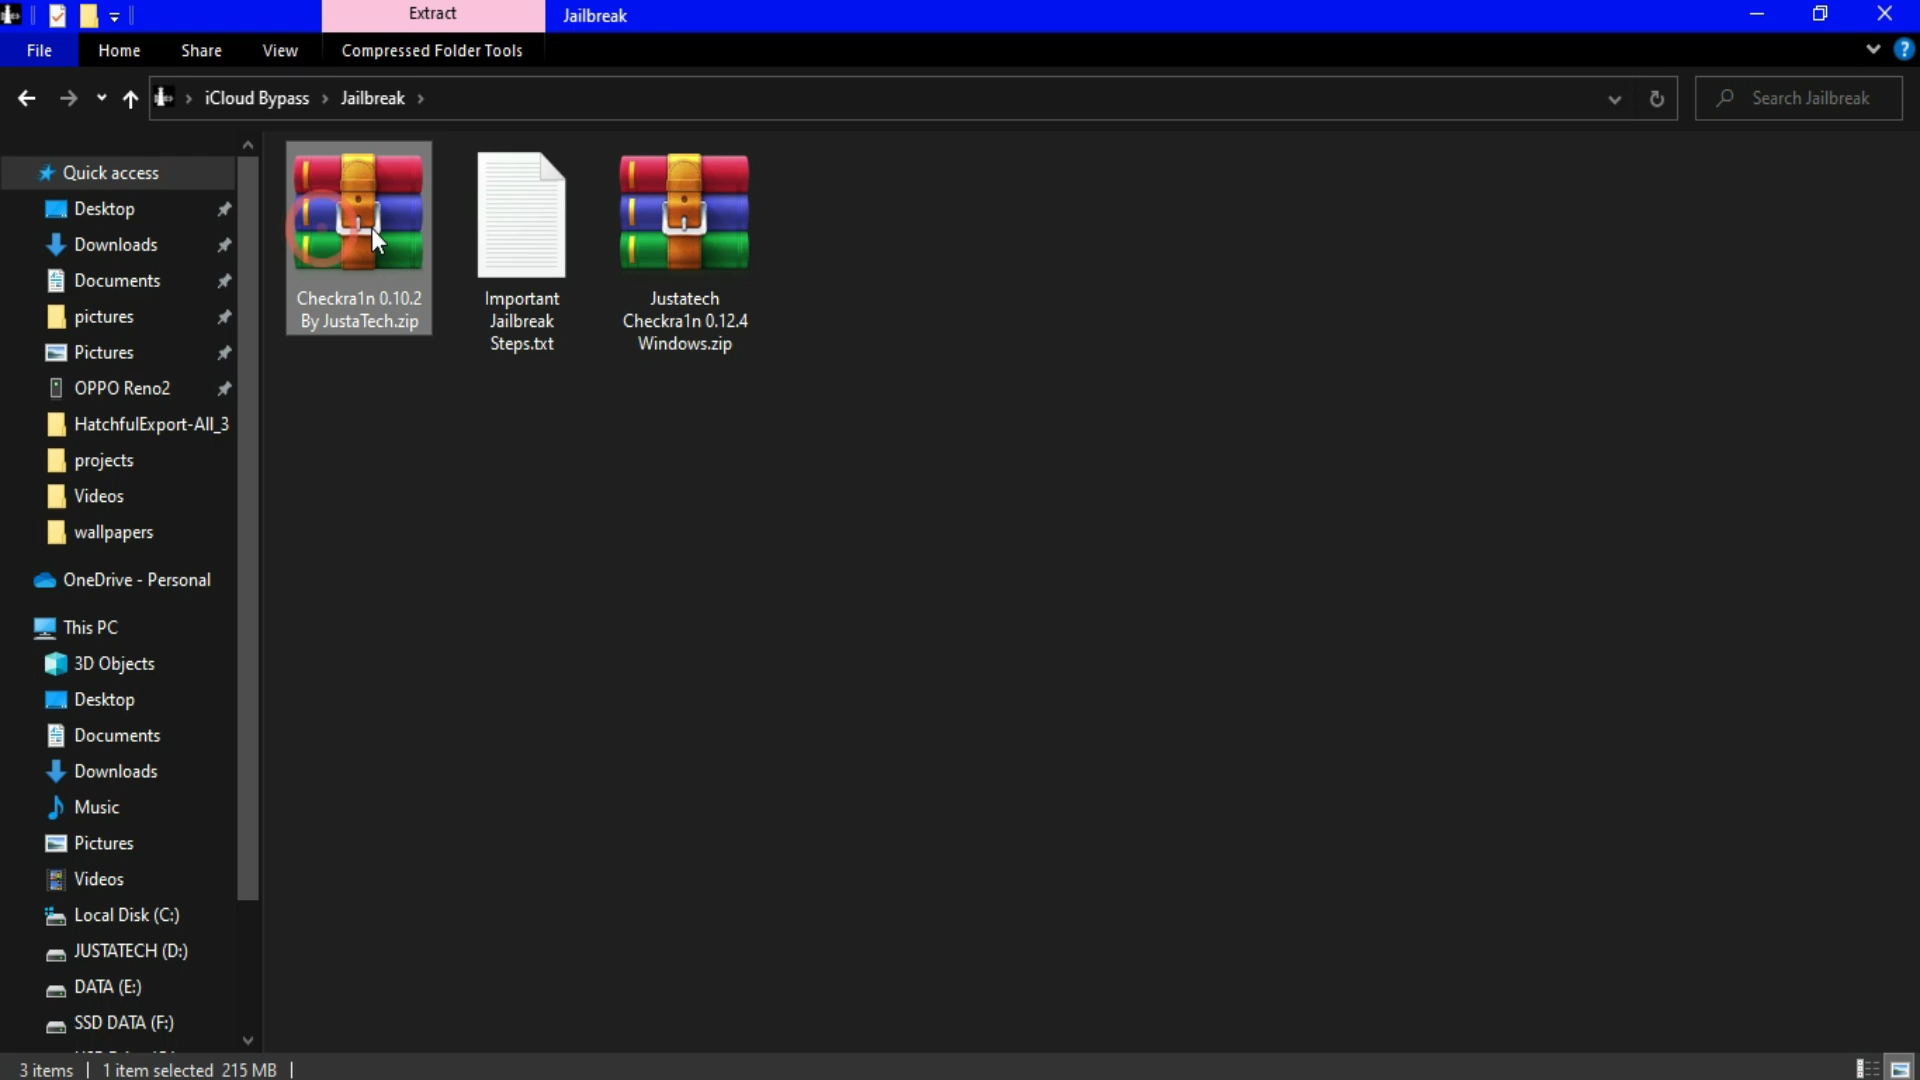 Extract
Jailbreak
File
Home
Share
View
Compressed Folder Tools
?
iCloud Bypass
Jailbreak
Search Jailbreak
Quick access
Desktop
Downloads
Documents
pictures
Pictures
OPPO Reno2
HatchfulExport-All_3
projects
Videos
wallpapers
OneDrive - Personal
This PC
3D Objects
Desktop
Documents
Downloads
Music
Pictures
Videos
Local Disk (C:)
JUSTATECH (D:)
DATA (E:)
SSD DATA (F:)
Checkra1n 0.10.2
By JustaTech.zip
Important
Jailbreak
Steps.txt
Justatech
Checkra1n 0.12.4
Windows.zip
3 items
1 item selected 215 MB